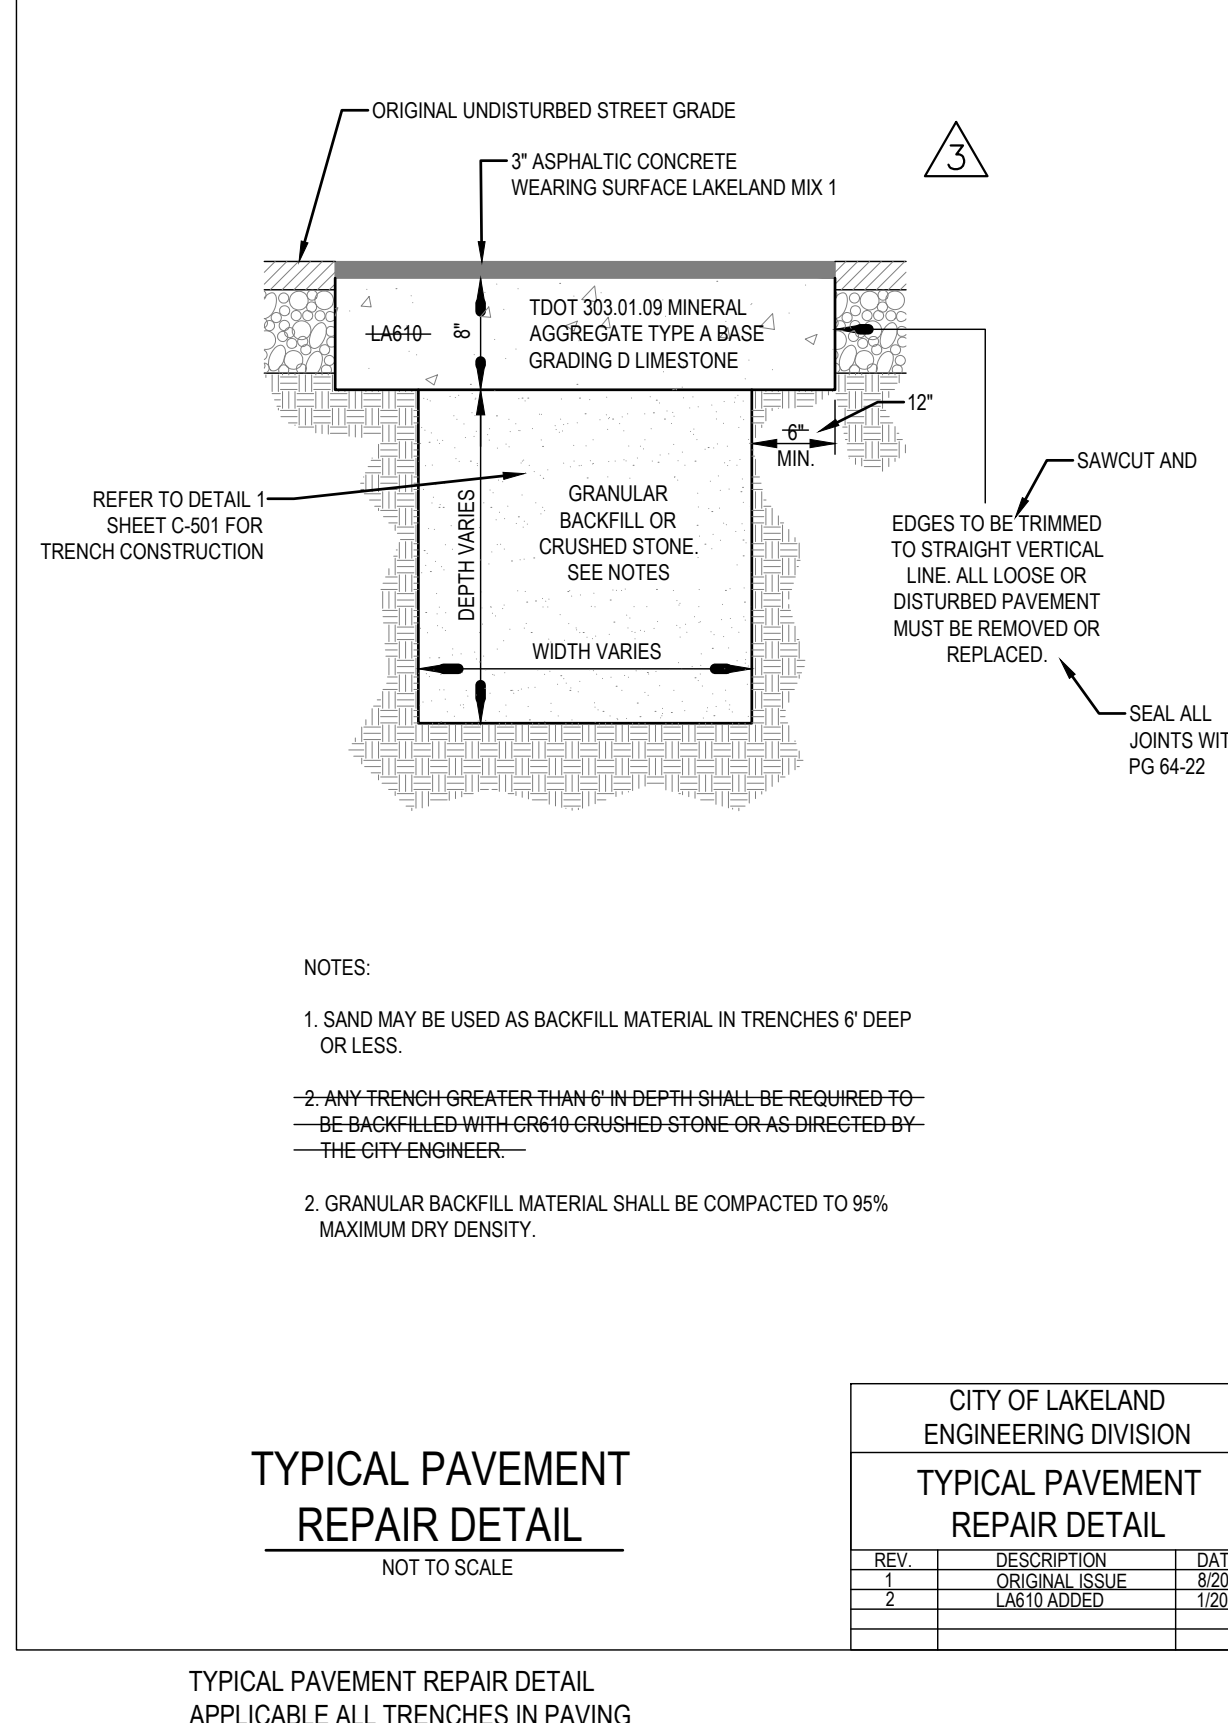 ORIGINAL UNDISTURBED STREET GRADE
3" ASPHALTIC CONCRETE
WEARING SURFACE LAKELAND MIX 1
3
LA610
8"
TDOT 303.01.09 MINERAL
AGGREGATE TYPE A BASE
GRADING D LIMESTONE
12"
6"
MIN.
SAWCUT AND
REFER TO DETAIL 1
SHEET C-501 FOR
TRENCH CONSTRUCTION
DEPTH VARIES
GRANULAR
BACKFILL OR
CRUSHED STONE.
SEE NOTES
WIDTH VARIES
EDGES TO BE TRIMMED
TO STRAIGHT VERTICAL
LINE. ALL LOOSE OR
DISTURBED PAVEMENT
MUST BE REMOVED OR
REPLACED.
SEAL ALL
JOINTS WIT
PG 64-22
NOTES:
1. SAND MAY BE USED AS BACKFILL MATERIAL IN TRENCHES 6' DEEP
OR LESS.
2. ANY TRENCH GREATER THAN 6' IN DEPTH SHALL BE REQUIRED TO
BE BACKFILLED WITH CR610 CRUSHED STONE OR AS DIRECTED BY
THE CITY ENGINEER.
2. GRANULAR BACKFILL MATERIAL SHALL BE COMPACTED TO 95%
MAXIMUM DRY DENSITY.
TYPICAL PAVEMENT
REPAIR DETAIL
NOT TO SCALE
CITY OF LAKELAND
ENGINEERING DIVISION
TYPICAL PAVEMENT
REPAIR DETAIL
REV. DESCRIPTION DAT
1 ORIGINAL ISSUE 8/20
2 LA610 ADDED 1/20
TYPICAL PAVEMENT REPAIR DETAIL
APPLICABLE ALL TRENCHES IN PAVING